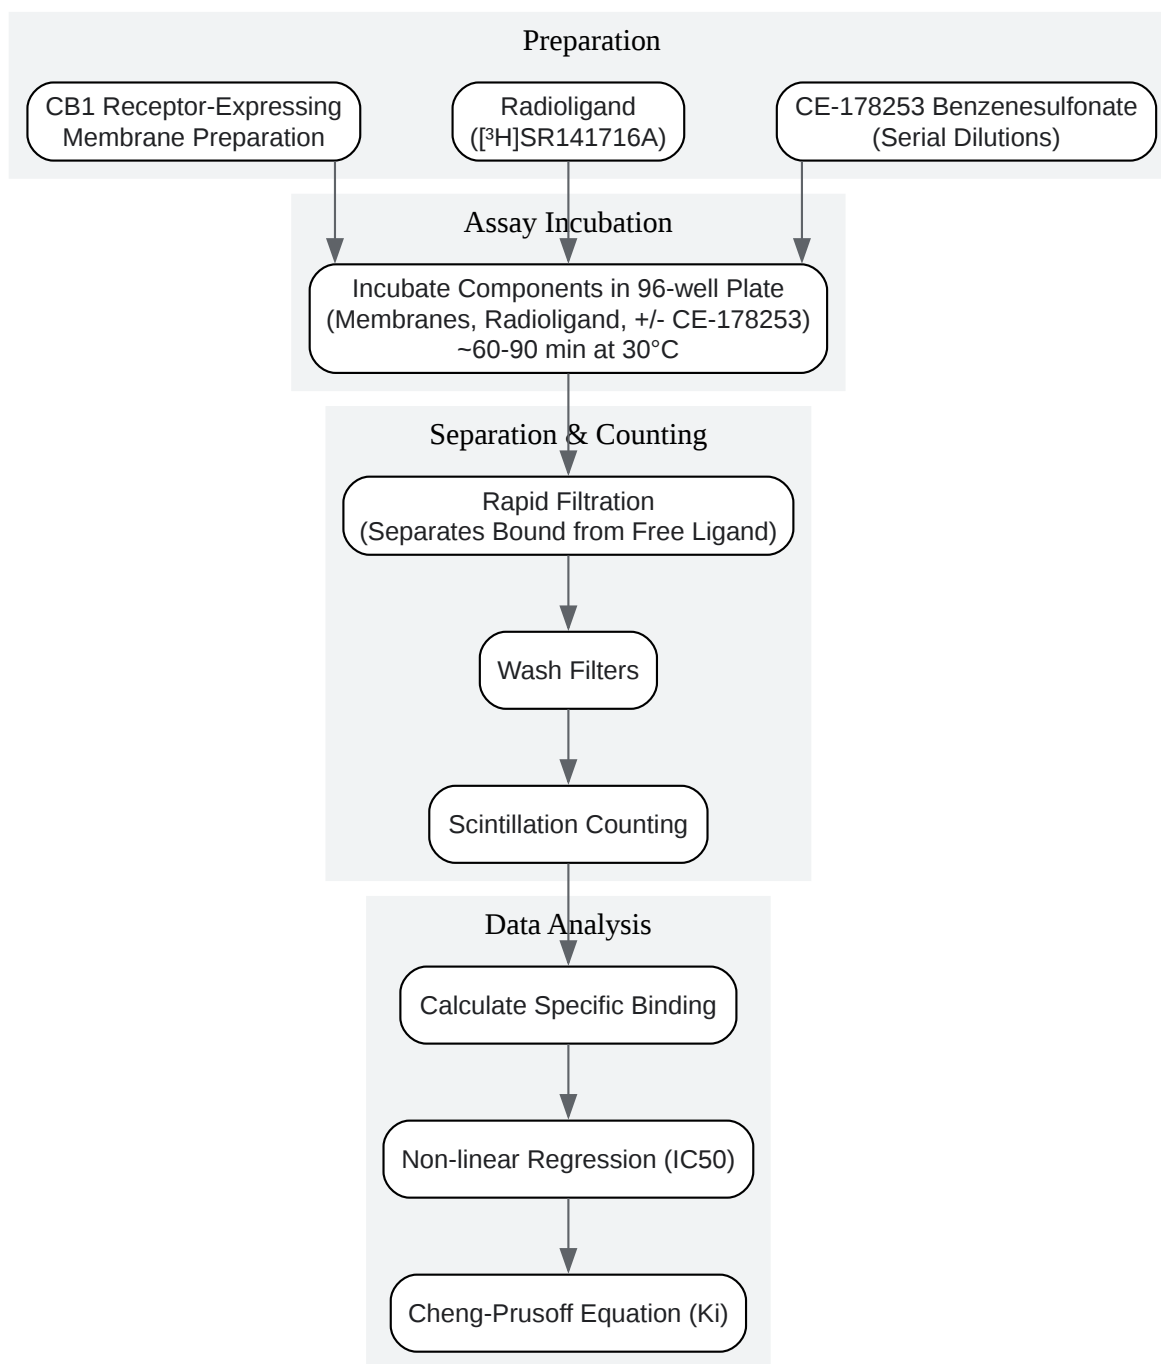 Preparation
CB1 Receptor-Expressing
Membrane Preparation
Radioligand
([³H]SR141716A)
CE-178253 Benzenesulfonate
(Serial Dilutions)
Assay Incubation
Incubate Components in 96-well Plate
(Membranes, Radioligand, +/- CE-178253)
~60-90 min at 30°C
Separation & Counting
Rapid Filtration
(Separates Bound from Free Ligand)
Wash Filters
Scintillation Counting
Data Analysis
Calculate Specific Binding
Non-linear Regression (IC50)
Cheng-Prusoff Equation (Ki)